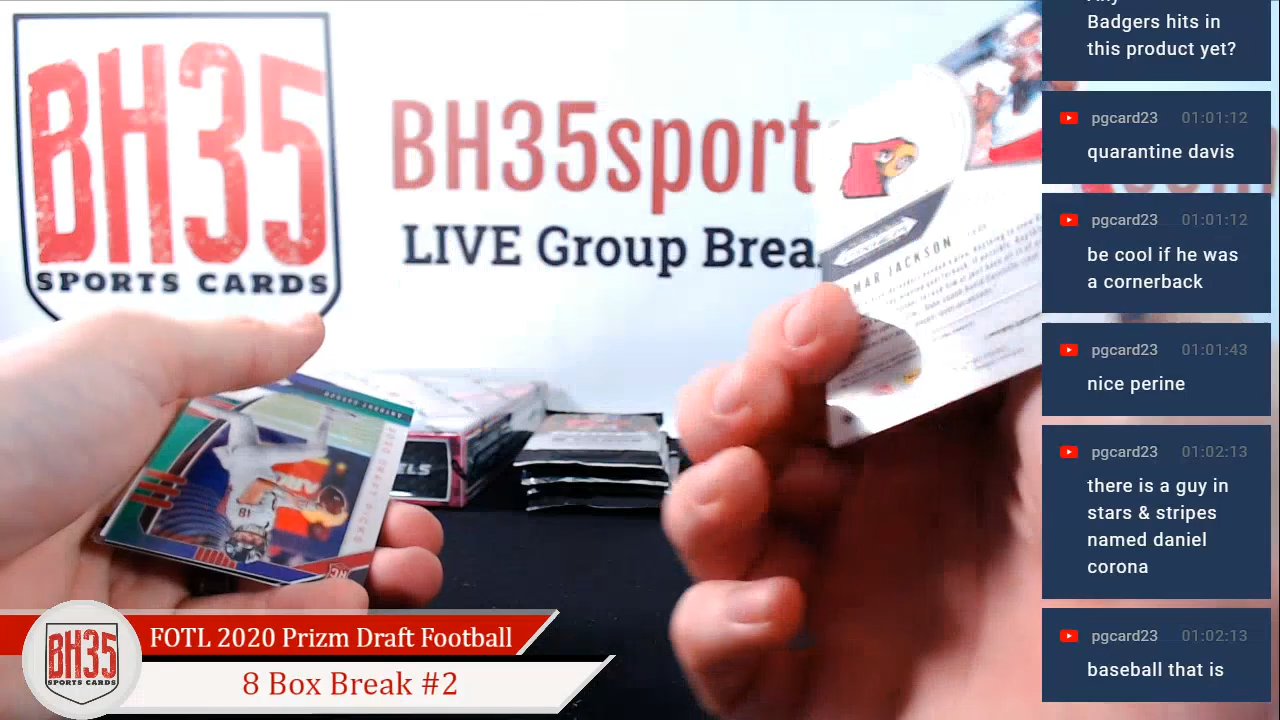 BH35
SPORTS CARDS
BH35sport
LIVE Group Brea
JACKSON
18
FOTL 2020 Prizm Draft Football
8 Box Break #2
BH35
SPORTS CARDS
Badgers hits in
this product yet?
pgcard23 01:01:12
quarantine davis
pgcard23 01:01:12
be cool if he was
a cornerback
pgcard23 01:01:43
nice perine
pgcard23 01:02:13
there is a guy in
stars & stripes
named daniel
corona
pgcard23 01:02:13
baseball that is